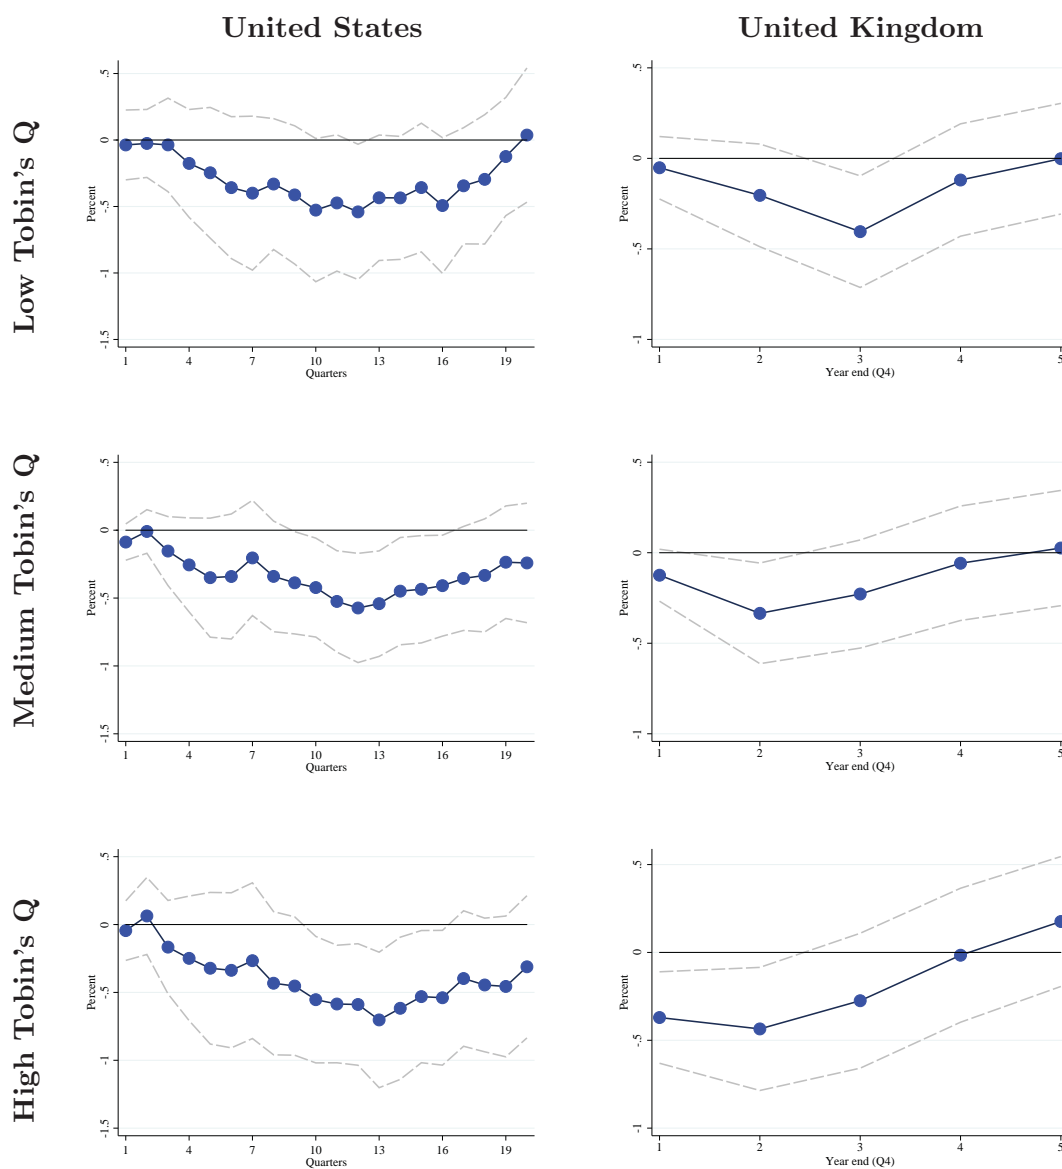 United States
United Kingdom
Low Tobin's Q
Percent
.5
0
-.5
-1
-1.5
1 4 7 10 13 16 19
Quarters
Percent
.5
0
-.5
-1
1 2 3 4 5
Year end (Q4)
Medium Tobin's Q
Percent
.5
0
-.5
-1
-1.5
1 4 7 10 13 16 19
Quarters
Percent
.5
0
-.5
-1
1 2 3 4 5
Year end (Q4)
High Tobin's Q
Percent
.5
0
-.5
-1
-1.5
1 4 7 10 13 16 19
Quarters
Percent
.5
0
-.5
-1
1 2 3 4 5
Year end (Q4)